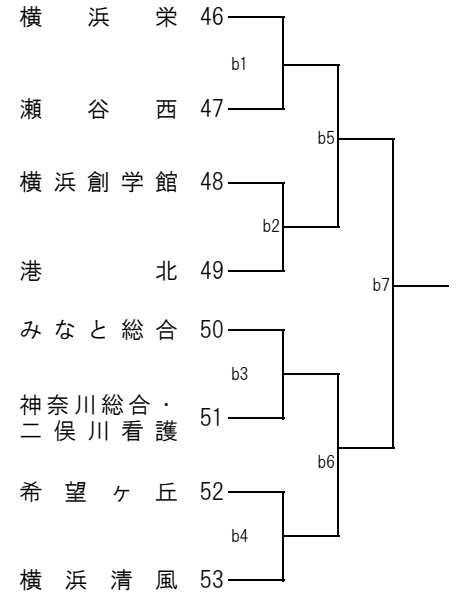 横浜栄 46
b1
瀬谷西 47
b5
横浜創学館 48
b2
港北 49
b7
みなと総合 50
b3
神奈川総合・
二俣川看護 51
b6
希望ヶ丘 52
b4
横浜清風 53